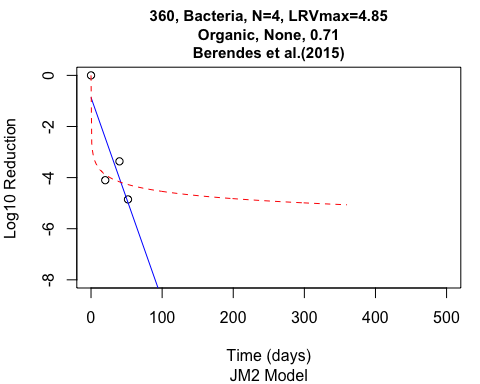 360, Bacteria, N=4, LRVmax=4.85
Organic, None, 0.71
Berendes et al.(2015)
Log10 Reduction
0
-2
-4
-6
-8
0 100 200 300 400 500
Time (days)
JM2 Model